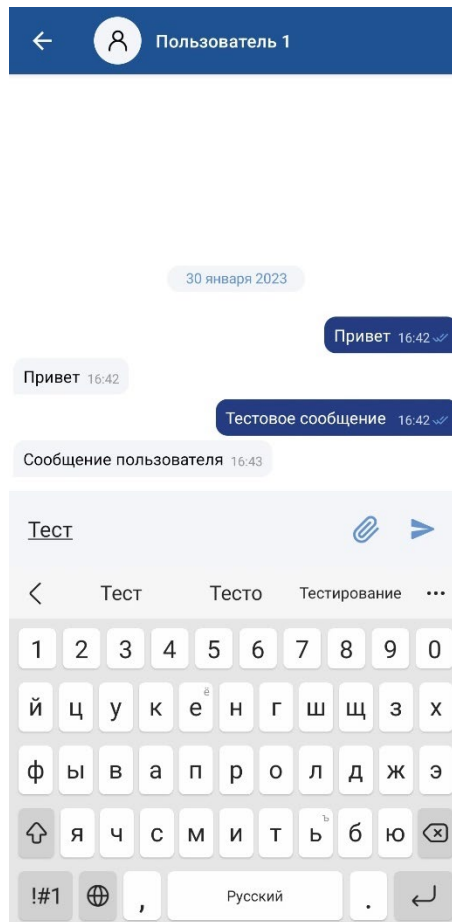 Пользователь 1
30 января 2023
Привет 16:42
Привет 16:42
Тестовое сообщение 16:42
Сообщение пользователя 16:43
Тест
Тест Тесто Тестирование ...
1 2 3 4 5 6 7 8 9 0
й ц у к е ё н г ш щ з х
ф ы в а п р о л д ж э
я ч с м и т ь ъ б ю
!#1 , Русский .